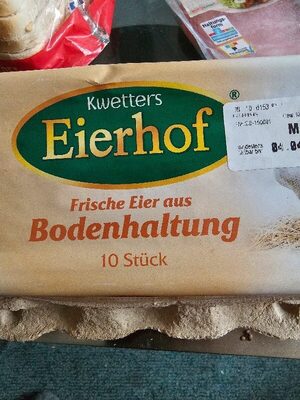 Kwetters
Eierhof®
Frische Eier aus
Bodenhaltung
10 Stück